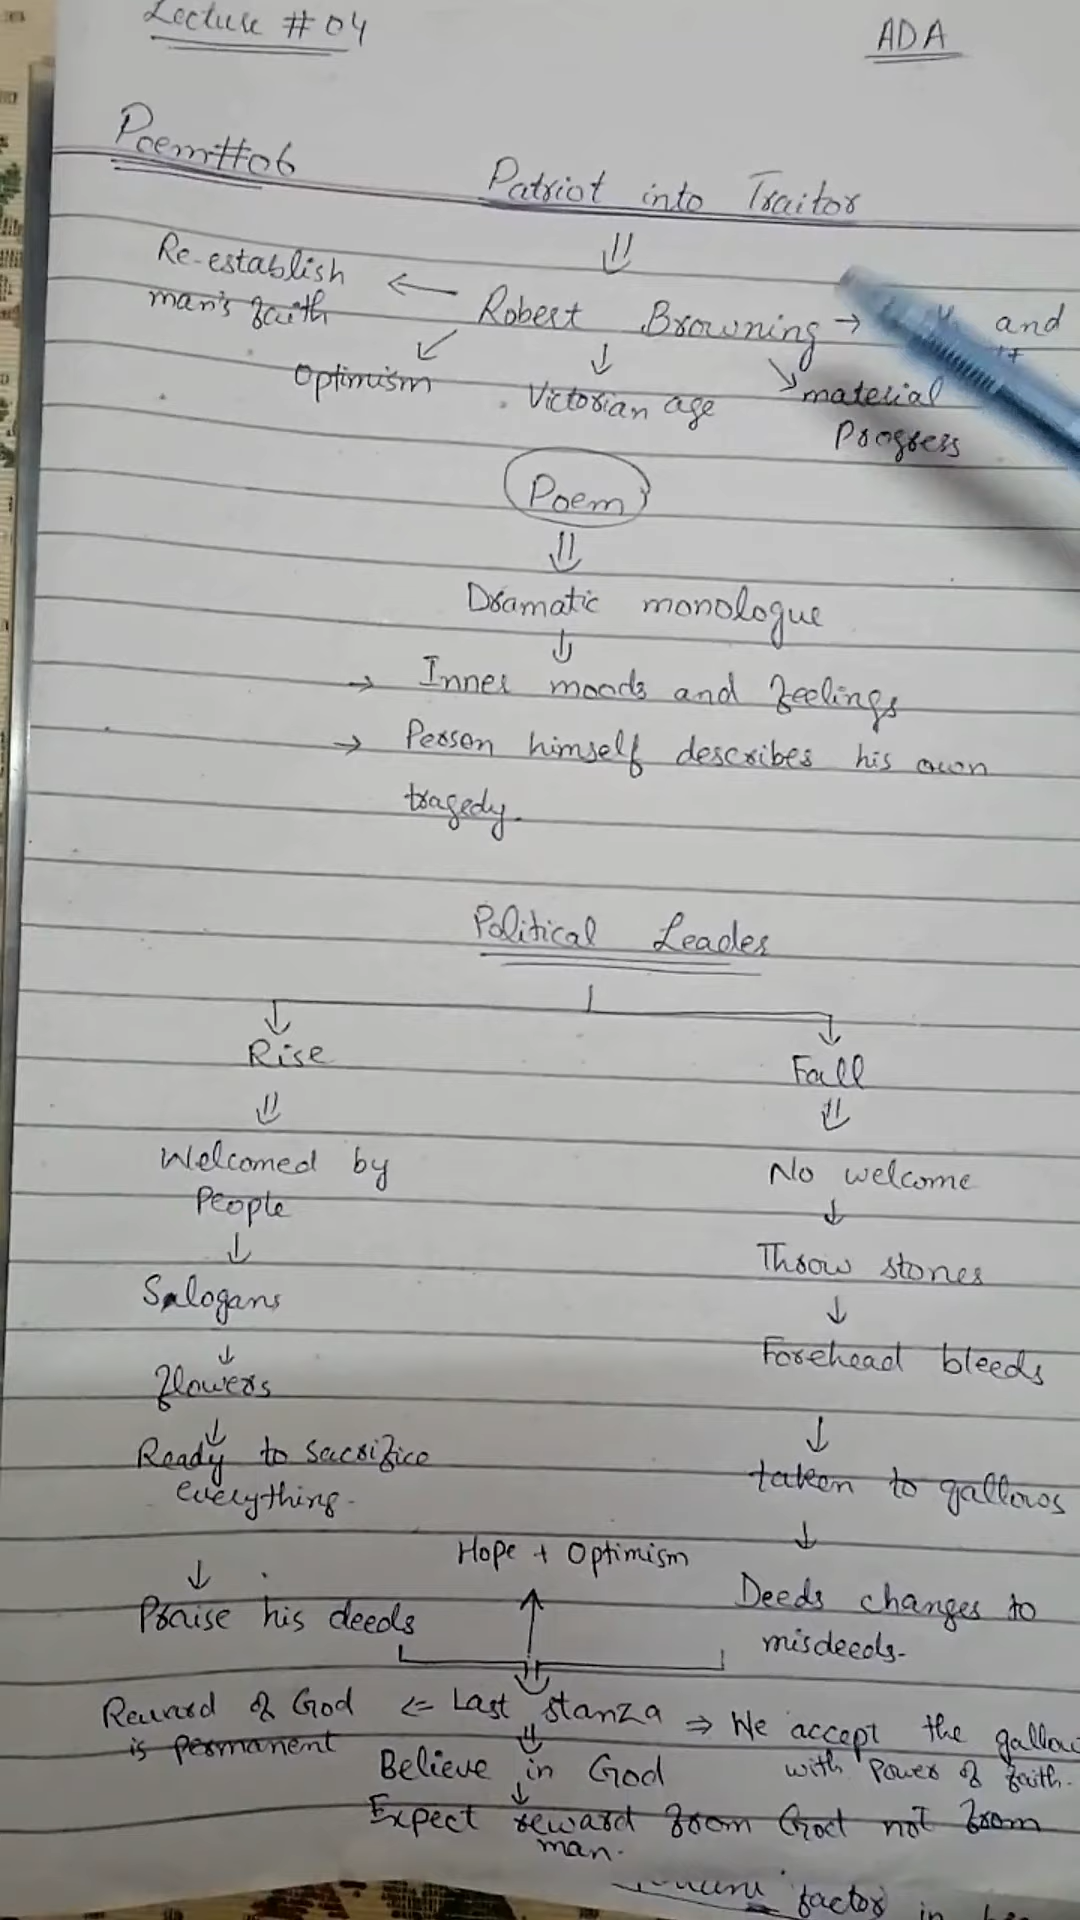 Lecture # 04
ADA
Poem#06
Patriot into Traitor
Re-establish
man's faith
Robert Browning
and
Optimism
Victorian age
material
Progress
Poem
Dramatic monologue
→ Inner moods and feelings
→ Person himself describes his own
tragedy.
Political Leader
Rise
Fall
Welcomed by
People
No welcome
Slogans
Throw stones
flowers
Forehead bleeds
Ready to sacrifice
everything.
taken to gallows
Hope + Optimism
Praise his deeds
Deeds changes to
misdeeds.
Reward of God
is permanent
⇐ Last stanza ⇒
We accept the
with Power of faith.
Believe in God
Expect reward from God not from
man.
factor in